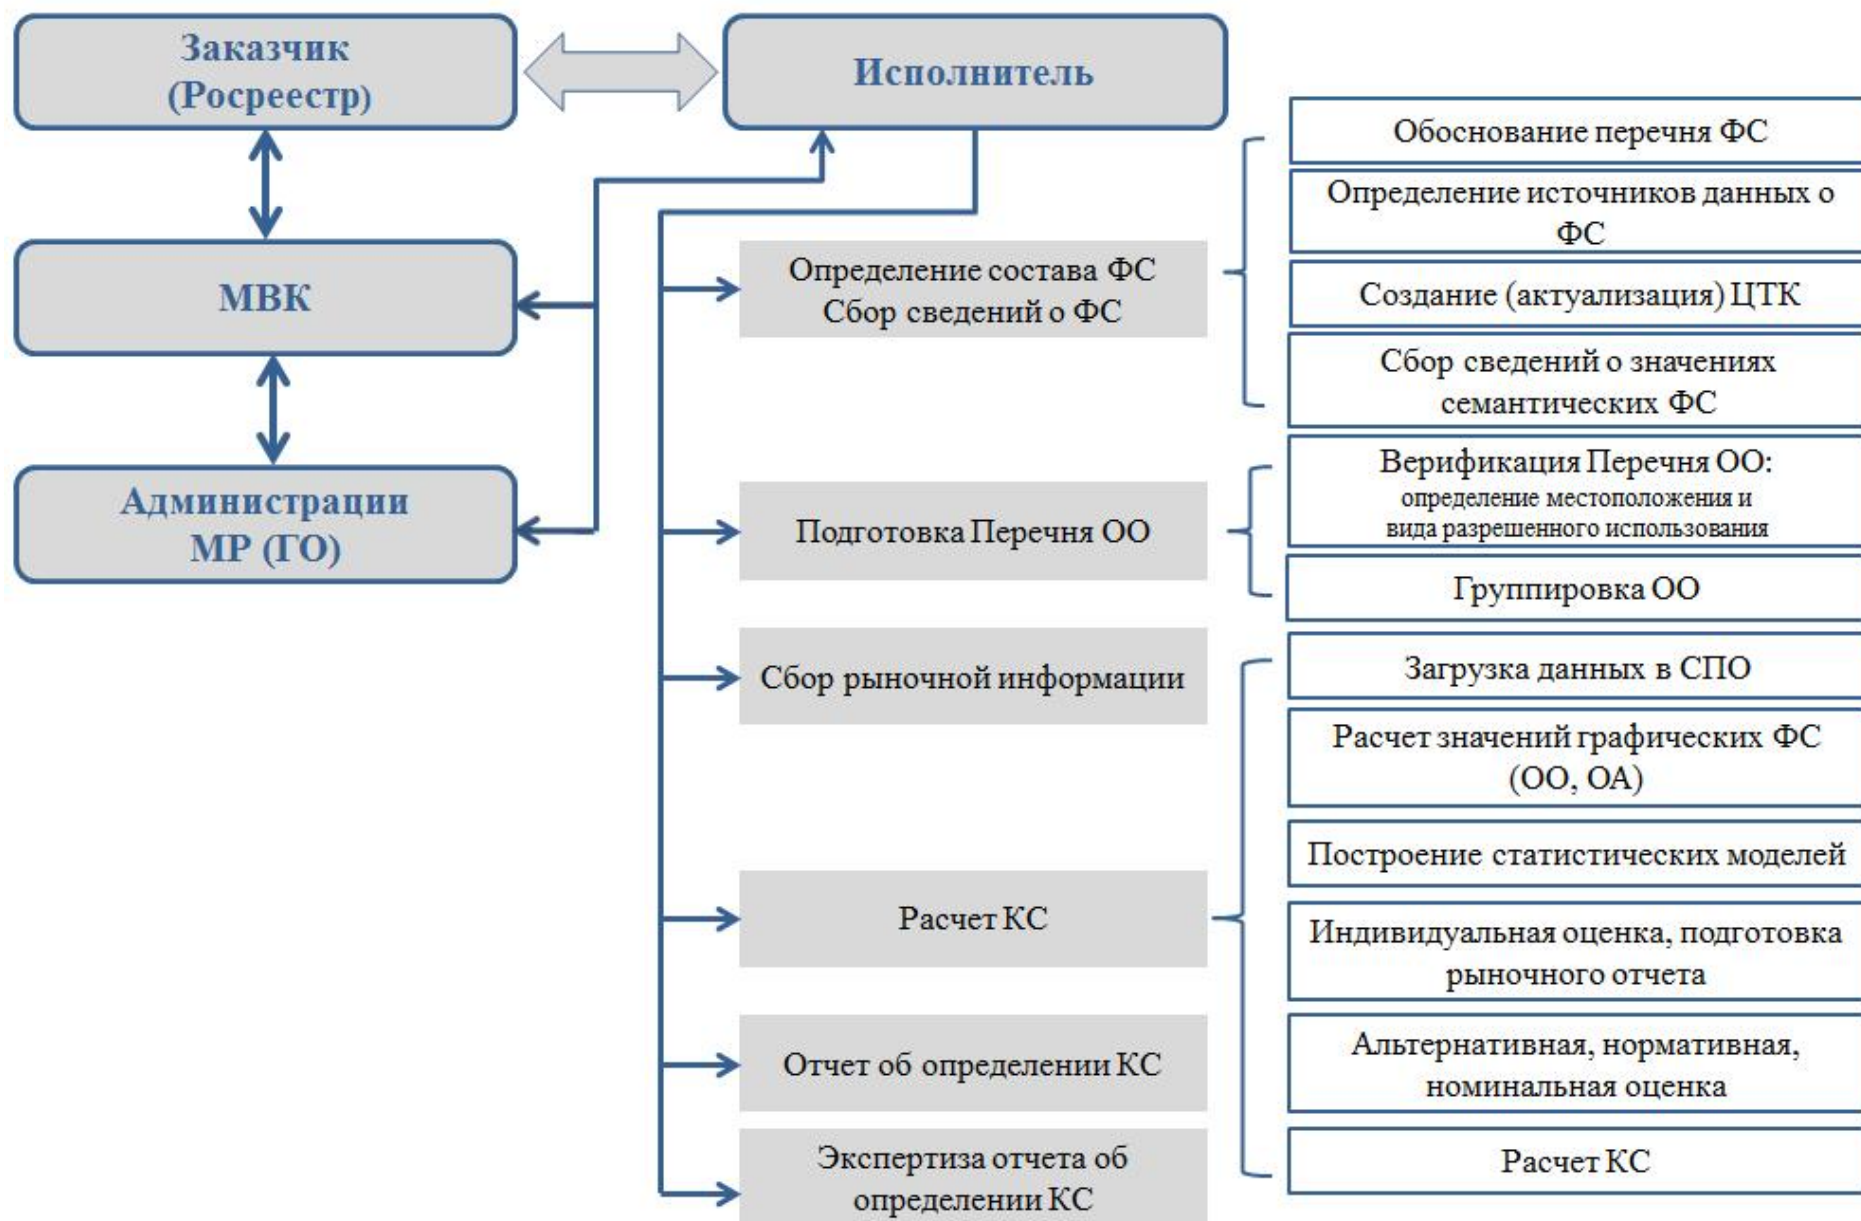 Заказчик
(Росреестр)
Исполнитель
МВК
Администрации
МР (ГО)
Определение состава ФС
Сбор сведений о ФС
Подготовка Перечня ОО
Сбор рыночной информации
Расчет КС
Отчет об определении КС
Экспертиза отчета об
определении КС
Обоснование перечня ФС
Определение источников данных о
ФС
Создание (актуализация) ЦТК
Сбор сведений о значениях
семантических ФС
Верификация Перечня ОО:
определение местоположения и
вида разрешенного использования
Группировка ОО
Загрузка данных в СПО
Расчет значений графических ФС
(ОО, ОА)
Построение статистических моделей
Индивидуальная оценка, подготовка
рыночного отчета
Альтернативная, нормативная,
номинальная оценка
Расчет КС